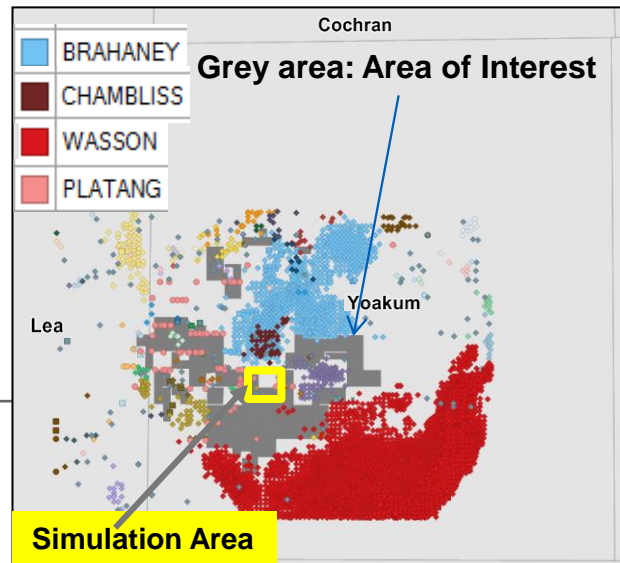 Cochran
BRAHANEY
CHAMBLISS
WASSON
PLATANG
Grey area: Area of Interest
Lea
Yoakum
Simulation Area